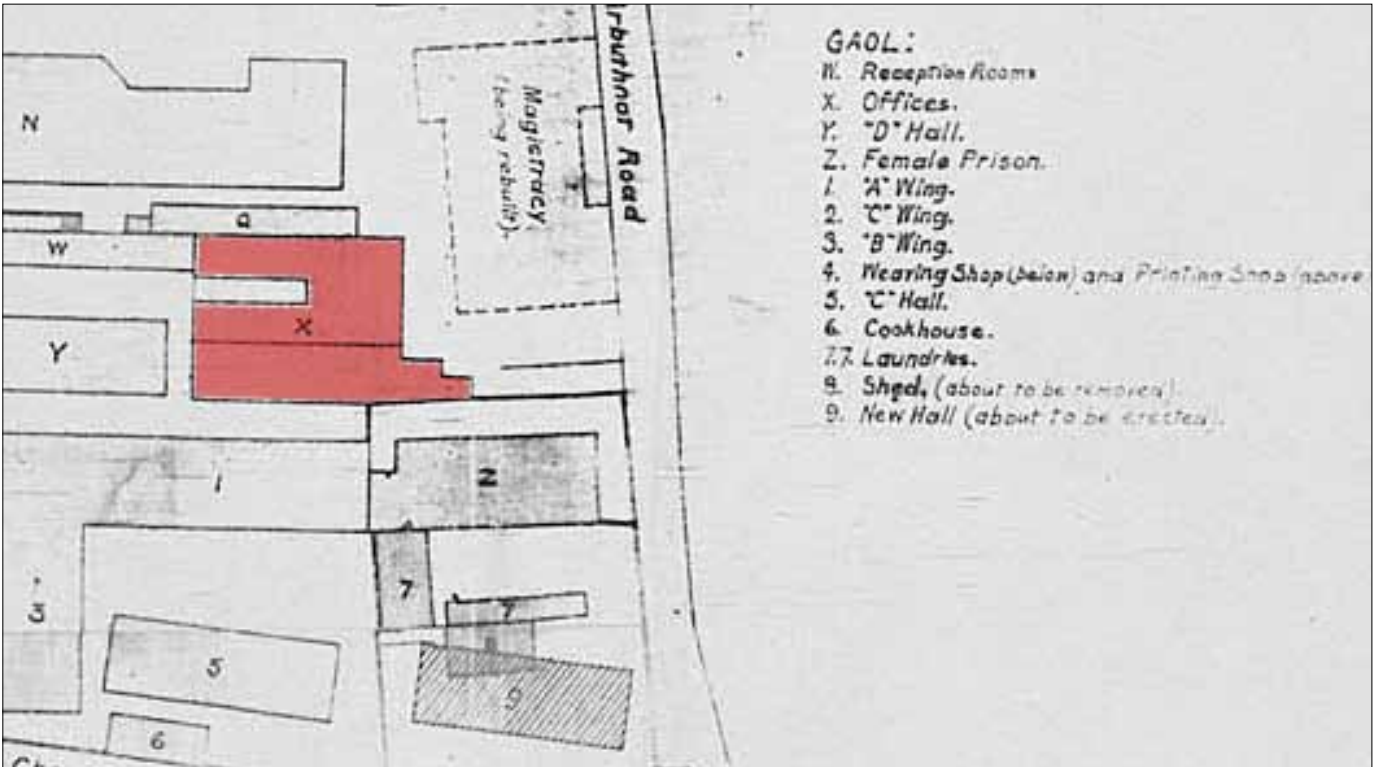 N
Q
W
X
Y
Magistracy
(being rebuilt).
Arbuthnot Road
1
Z
3
7
7
5
9
6
GAOL:
W. Reception Rooms
X. Offices.
Y. "D" Hall.
Z. Female Prison.
1. "A" Wing.
2. "C" Wing.
3. "B" Wing.
4. Weaving Shop (below) and Printing Shop (above
5. "C" Hall.
6. Cookhouse.
7.7. Laundries.
8. Shed, (about to be removed).
9. New Hall (about to be erected).